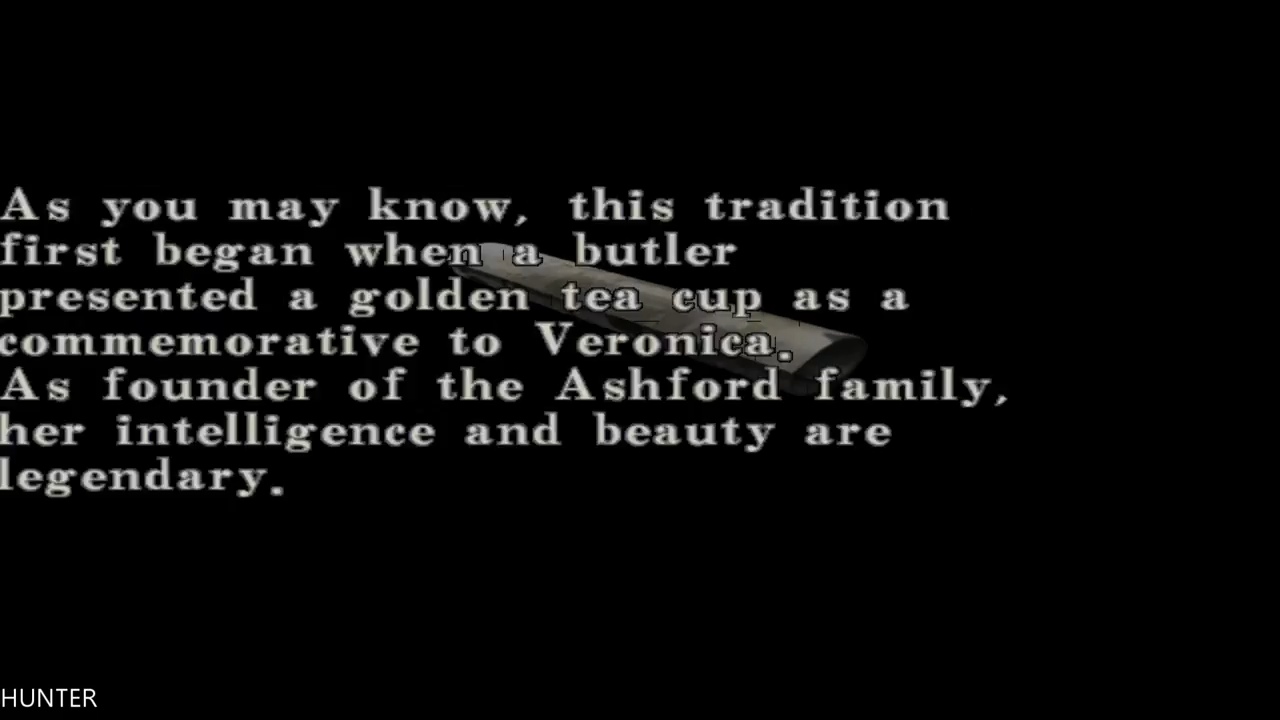 As you may know, this tradition
first began when a butler
presented a golden tea cup as a
commemorative to Veronica.
As founder of the Ashford family,
her intelligence and beauty are
legendary.
HUNTER